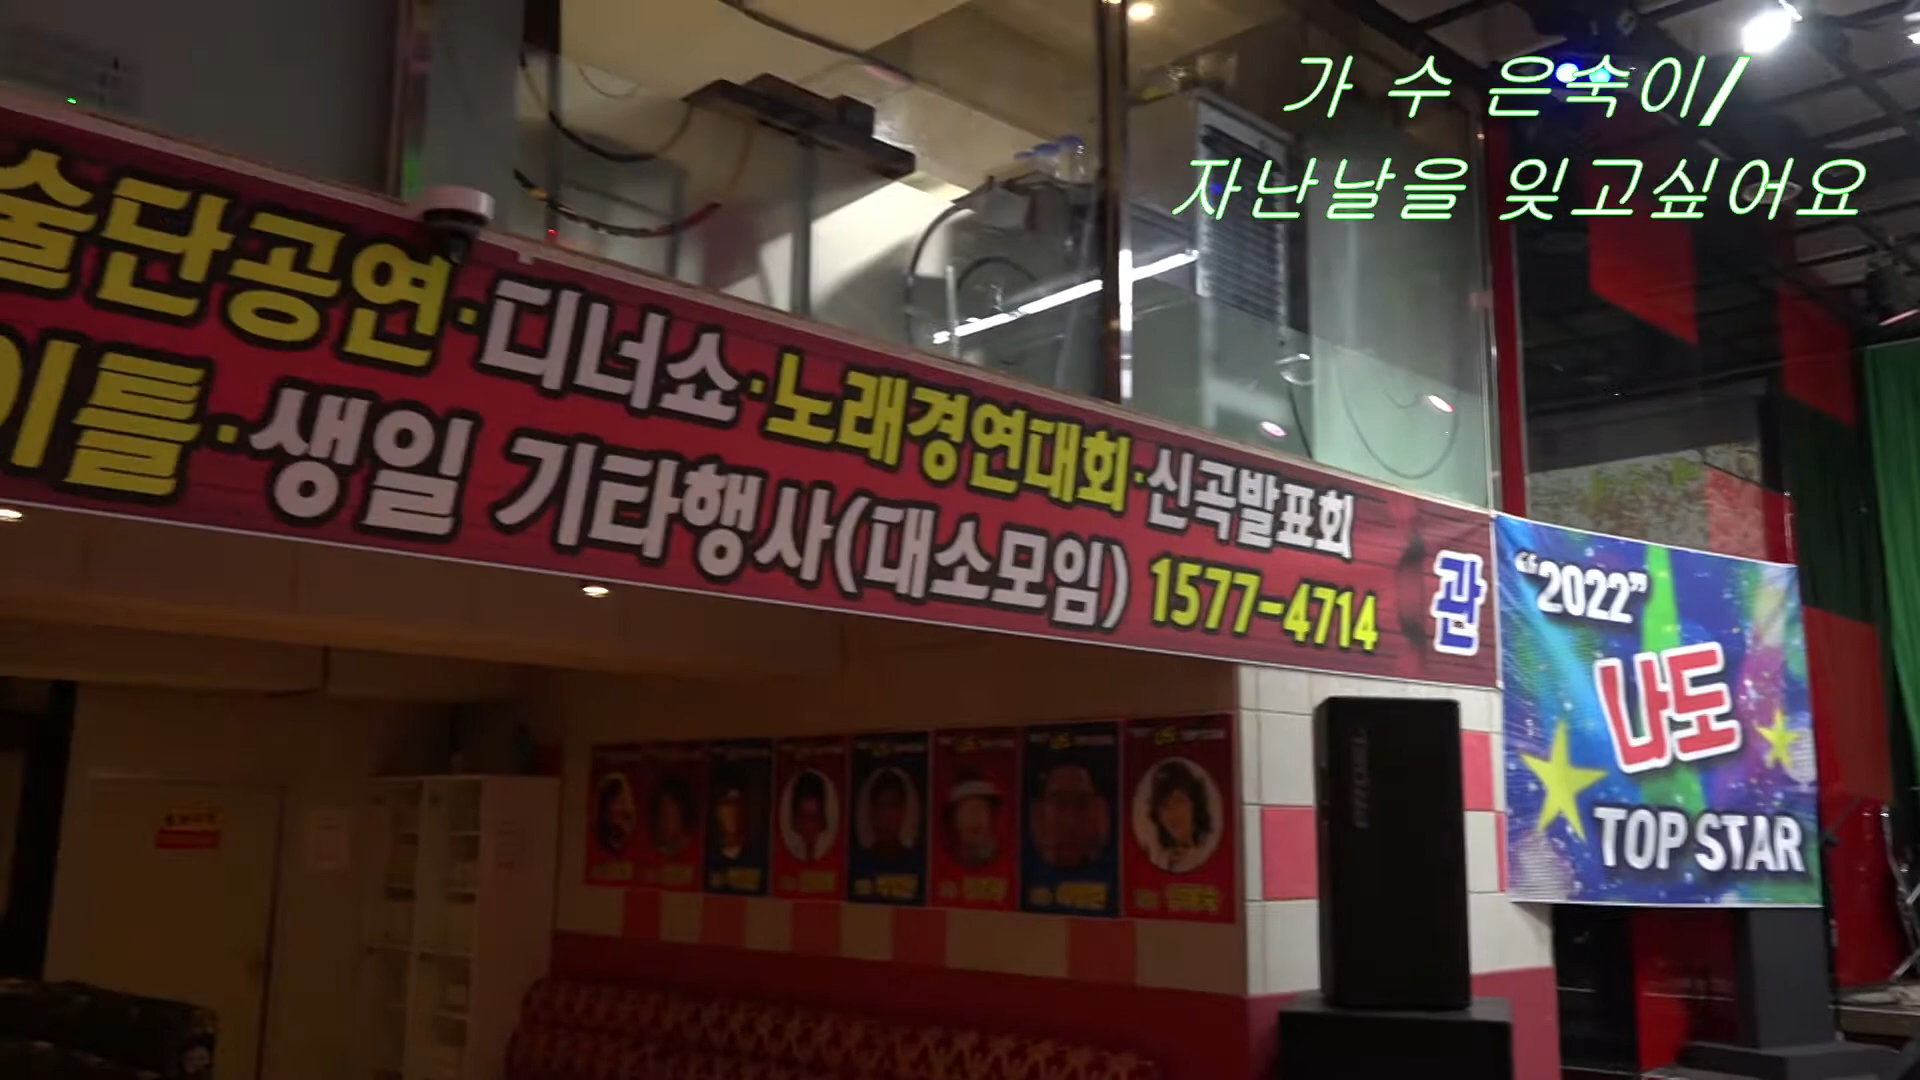 가 수 은숙이/
자난날을 잊고싶어요
술단공연·디너쇼·노래경연대회·신곡발표회
이틀·생일 기타행사(대소모임) 1577-4714
관
“2022”
나도
TOP STAR